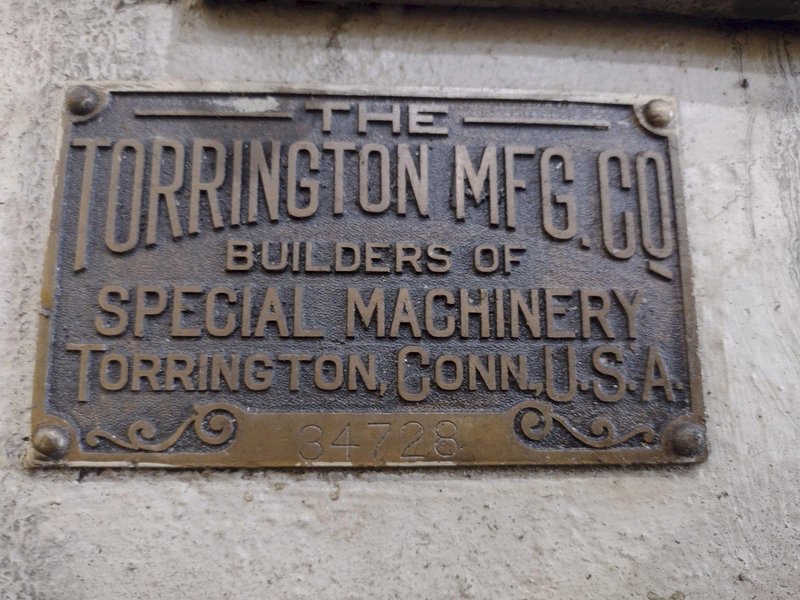 THE
TORRINGTON MFG. CO.
BUILDERS OF
SPECIAL MACHINERY
TORRINGTON, CONN., U.S.A.
34728